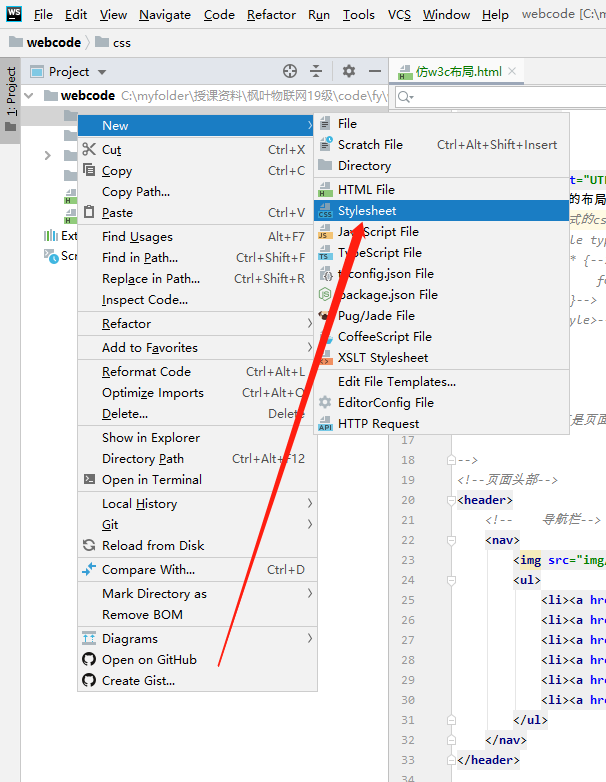 WS File Edit View Navigate Code Refactor Run Tools VCS Window Help webcode [C:\m
webcode css
1: Project
Project
仿w3c布局.html
webcode C:\myfolder\授课资料\枫叶物联网19级\code\fy\
Ext
Scr
New
Cut Ctrl+X
Copy Ctrl+C
Copy Path...
Paste Ctrl+V
Find Usages Alt+F7
Find in Path... Ctrl+Shift+F
Replace in Path... Ctrl+Shift+R
Inspect Code...
Refactor
Add to Favorites
Reformat Code Ctrl+Alt+L
Optimize Imports Ctrl+Alt+O
Delete... Delete
Show in Explorer
Directory Path Ctrl+Alt+F12
Open in Terminal
Local History
Git
Reload from Disk
Compare With... Ctrl+D
Mark Directory as
Remove BOM
Diagrams
Open on GitHub
Create Gist...
File
Scratch File Ctrl+Alt+Shift+Insert
Directory
HTML File
Stylesheet
JavaScript File
TypeScript File
tsconfig.json File
package.json File
Pug/Jade File
CoffeeScript File
XSLT Stylesheet
Edit File Templates...
EditorConfig File
HTTP Request
t="UT
的布局
式的cs
le typ
* {--
}-->
yle>--
是页面
17
18 -->
19 <!--页面头部-->
20 <header>
21 <!-- 导航栏-->
22 <nav>
23 <img src="img/
24 <ul>
25 <li><a hre
26 <li><a hre
27 <li><a hre
28 <li><a hre
29 <li><a hre
30 <li><a hre
31 </ul>
32 </nav>
33 </header>
34